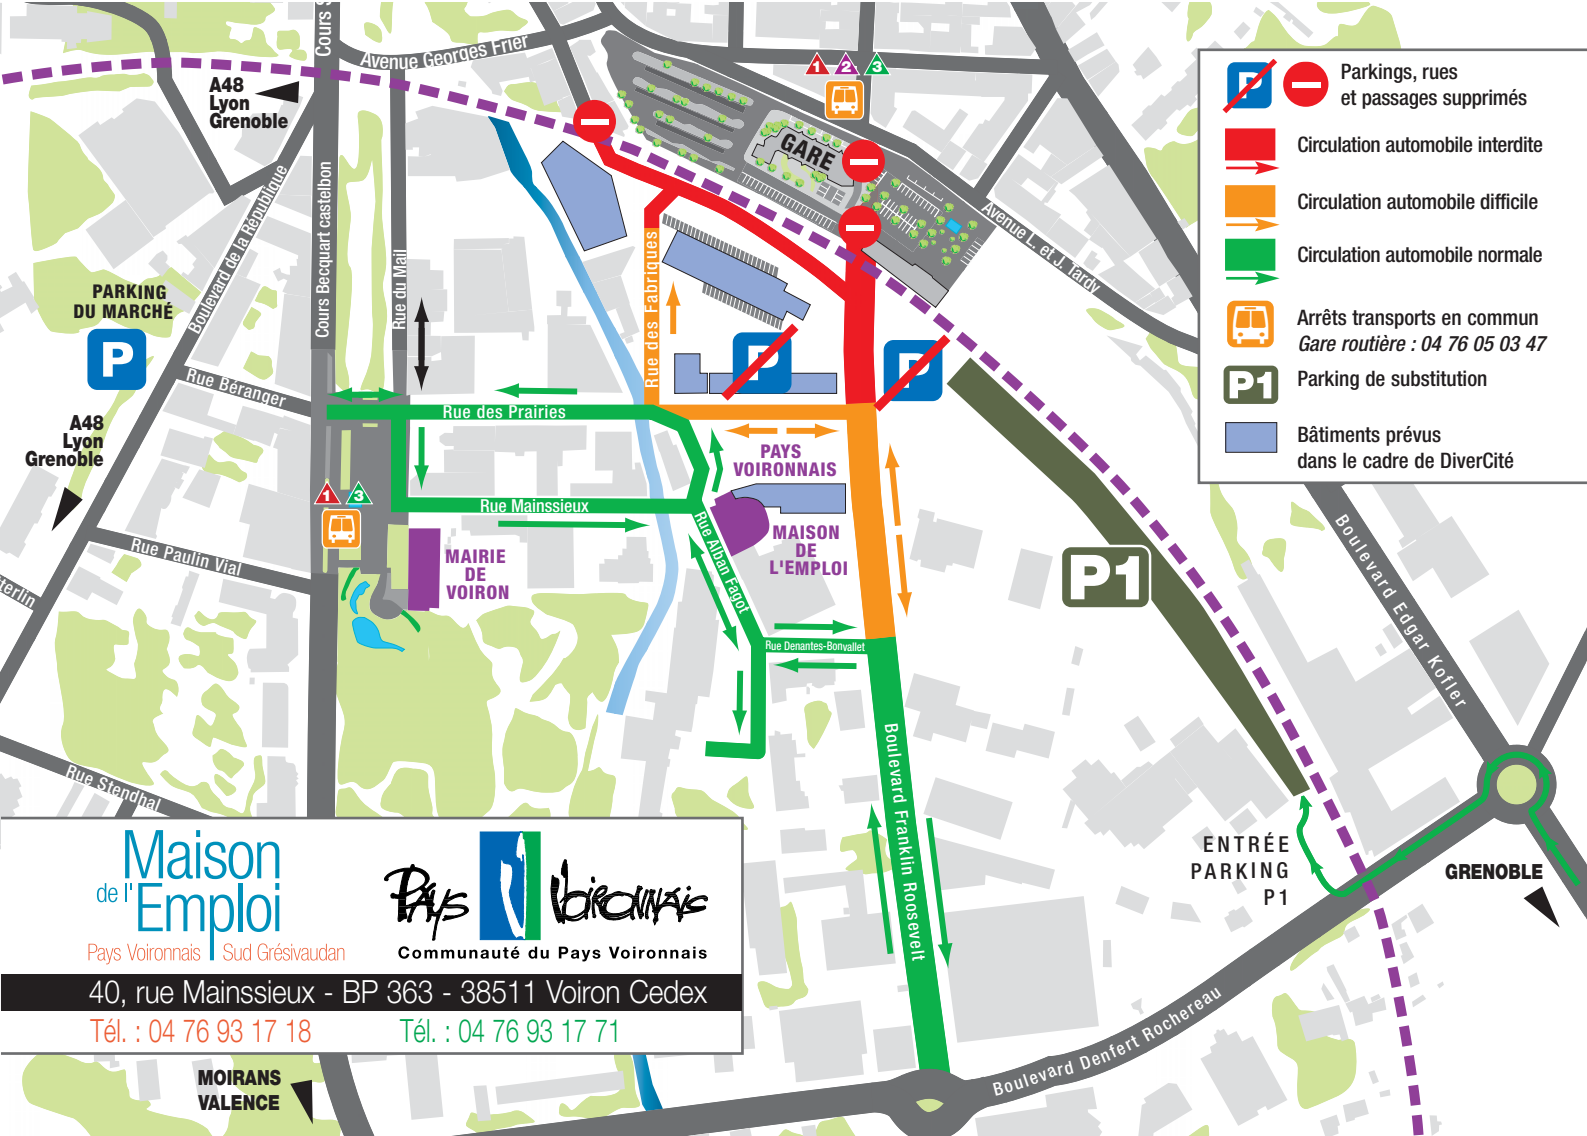 Avenue Georges Frier
A48
Lyon
Grenoble
Cours Becquart castelbon
Boulevard de la République
Rue du Mail
GARE
1
2
3
Avenue L. et J. Tardy
P
Parkings, rues
et passages supprimés
Circulation automobile interdite
Circulation automobile difficile
Circulation automobile normale
Arrêts transports en commun
Gare routière : 04 76 05 03 47
P1
Parking de substitution
Bâtiments prévus
dans le cadre de DiverCité
PARKING
DU MARCHÉ
P
Rue Béranger
A48
Lyon
Grenoble
Rue des Fabriques
P
P
Rue des Prairies
PAYS
VOIRONNAIS
1
3
Rue Mainssieux
Rue Alban Fagot
MAISON
DE
L'EMPLOI
MAIRIE
DE
VOIRON
Rue Paulin Vial
Rue Denantes-Bonvallet
P1
Boulevard Edgar Kofler
Boulevard Franklin Roosevelt
Rue Stendhal
ENTRÉE
PARKING
P1
GRENOBLE
Boulevard Denfert Rochereau
Maison
de l'Emploi
Pays Voironnais Sud Grésivaudan
Pays Voironnais
Communauté du Pays Voironnais
40, rue Mainssieux - BP 363 - 38511 Voiron Cedex
Tél. : 04 76 93 17 18
Tél. : 04 76 93 17 71
MOIRANS
VALENCE